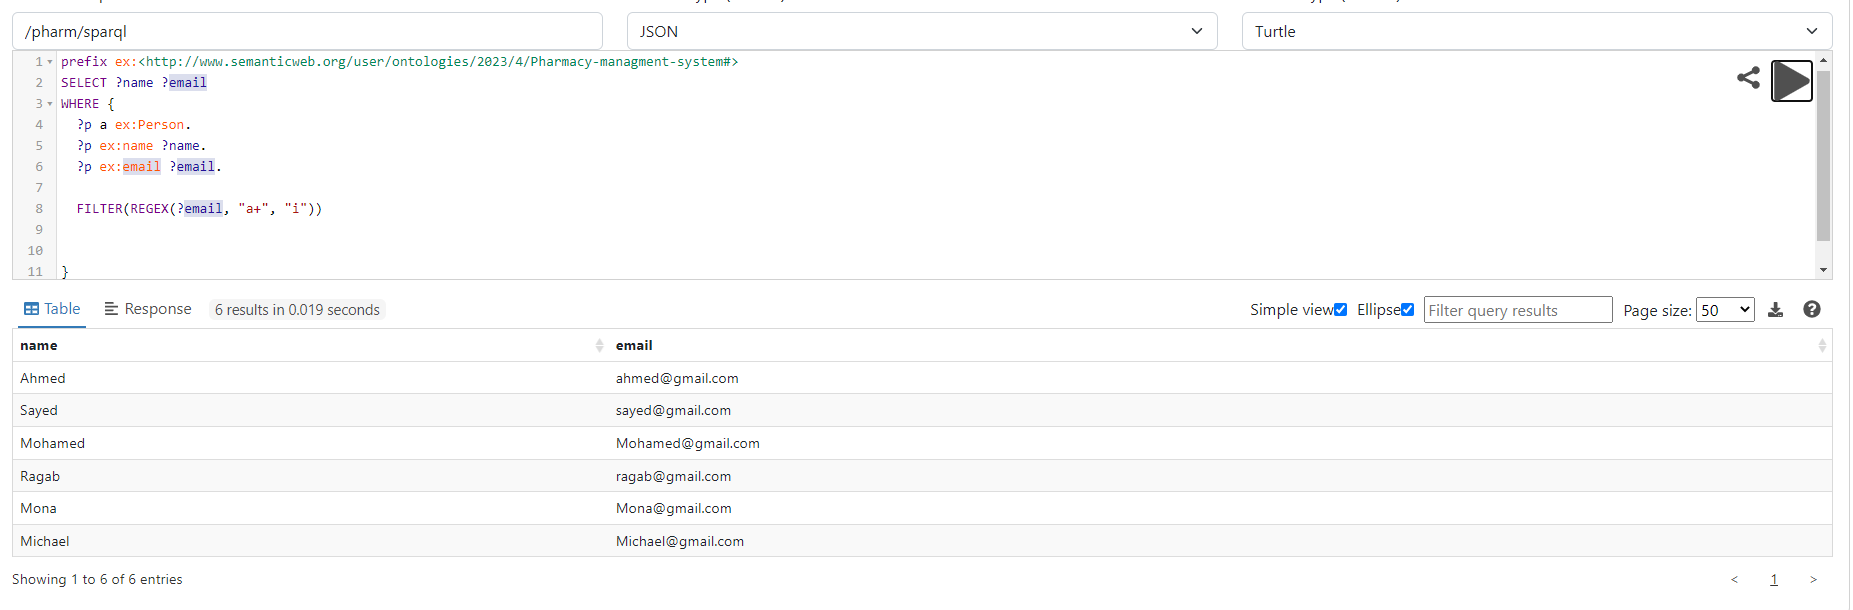 /pharm/sparql
JSON
Turtle
1 prefix ex:<http://www.semanticweb.org/user/ontologies/2023/4/Pharmacy-managment-system#>
2 SELECT ?name ?email
3 WHERE {
4 ?p a ex:Person.
5 ?p ex:name ?name.
6 ?p ex:email ?email.
7
8 FILTER(REGEX(?email, "a+", "i"))
9
10
11 }
Table Response 6 results in 0.019 seconds Simple view Ellipse Filter query results Page size: 50
name email
Ahmed ahmed@gmail.com
Sayed sayed@gmail.com
Mohamed Mohamed@gmail.com
Ragab ragab@gmail.com
Mona Mona@gmail.com
Michael Michael@gmail.com
Showing 1 to 6 of 6 entries < 1 >